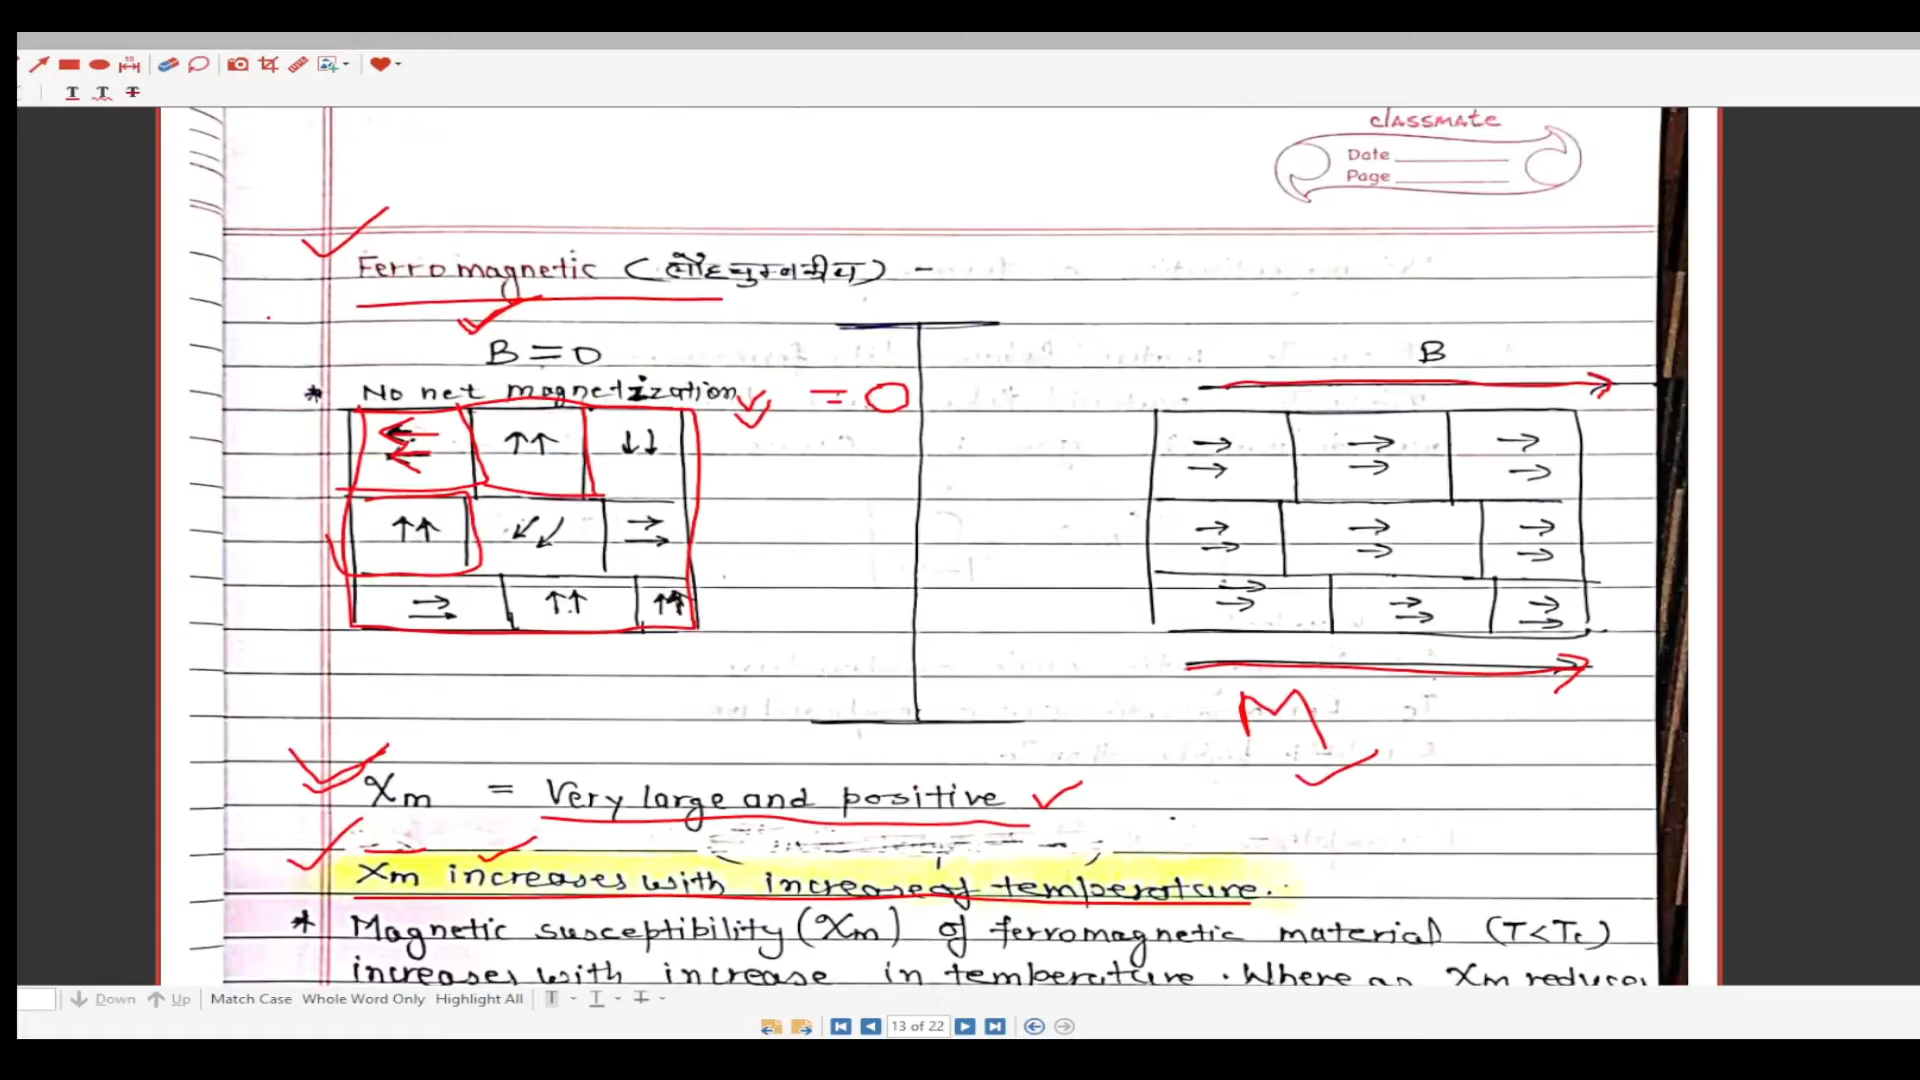 classmate
Date
Page
Ferromagnetic (लौहचुम्बकीय) -
B = 0
B
* No net magnetization = 0
M
Xm = Very large and positive
Xm increases with increase of temperature.
* Magnetic susceptibility (Xm) of ferromagnetic material (T<Tc)
increases with increase in temperature. Where as Xm reduces
Down Up Match Case Whole Word Only Highlight All
13 of 22